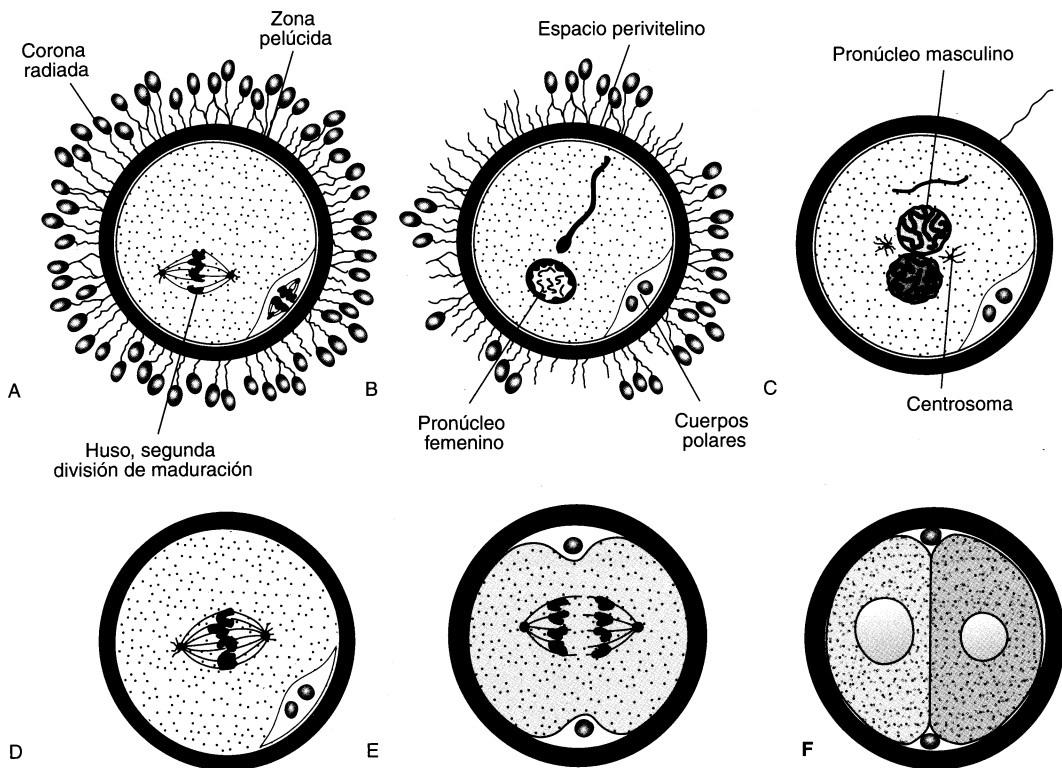 Zona
pelúcida
Corona
radiada
Espacio perivitelino
Pronúcleo masculino
A
B
C
Huso, segunda
división de maduración
Pronúcleo
femenino
Cuerpos
polares
Centrosoma
D
E
F